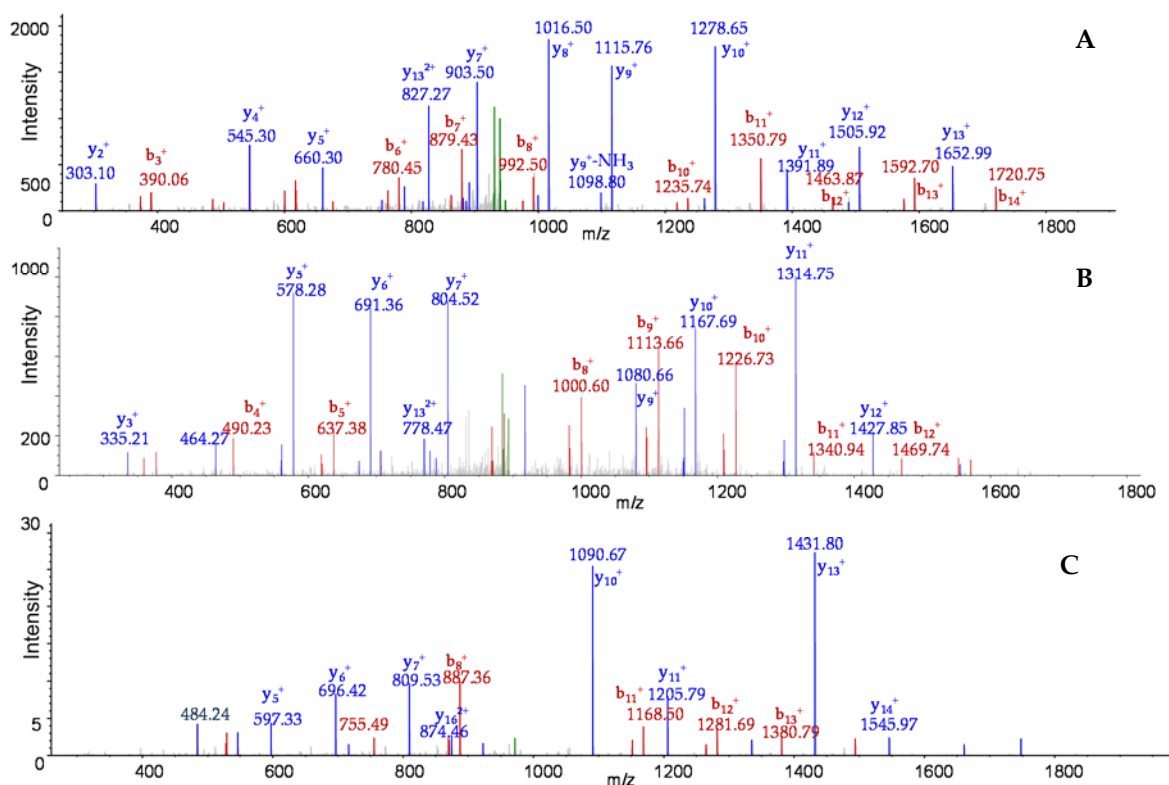 A
2000
500
0
Intensity
y2+
303.10
b3+
390.06
y4+
545.30
y5+
660.30
b6+
780.45
y13 2+
827.27
b7+
879.43
y7+
903.50
b8+
992.50
1016.50
y8+
y9+-NH3
1098.80
1115.76
y9+
b10+
1235.74
1278.65
y10+
b11+
1350.79
y11+
1391.89
1463.87
b12+
y12+
1505.92
1592.70
b13+
y13+
1652.99
1720.75
b14+
400
600
800
1000
1200
1400
1600
1800
m/z
B
1000
200
0
Intensity
y3+
335.21
464.27
b4+
490.23
y5+
578.28
b5+
637.38
y6+
691.36
y13 2+
778.47
y7+
804.52
b8+
1000.60
1080.66
y9+
b9+
1113.66
y10+
1167.69
b10+
1226.73
y11+
1314.75
b11+
1340.94
y12+
1427.85
b12+
1469.74
400
600
800
1000
1200
1400
1600
1800
m/z
C
30
5
0
Intensity
484.24
y5+
597.33
y6+
696.42
755.49
y7+
809.53
y16 2+
874.46
b8+
887.36
1090.67
y10+
b11+
1168.50
y11+
1205.79
b12+
1281.69
b13+
1380.79
1431.80
y13+
y14+
1545.97
400
600
800
1000
1200
1400
1600
1800
m/z